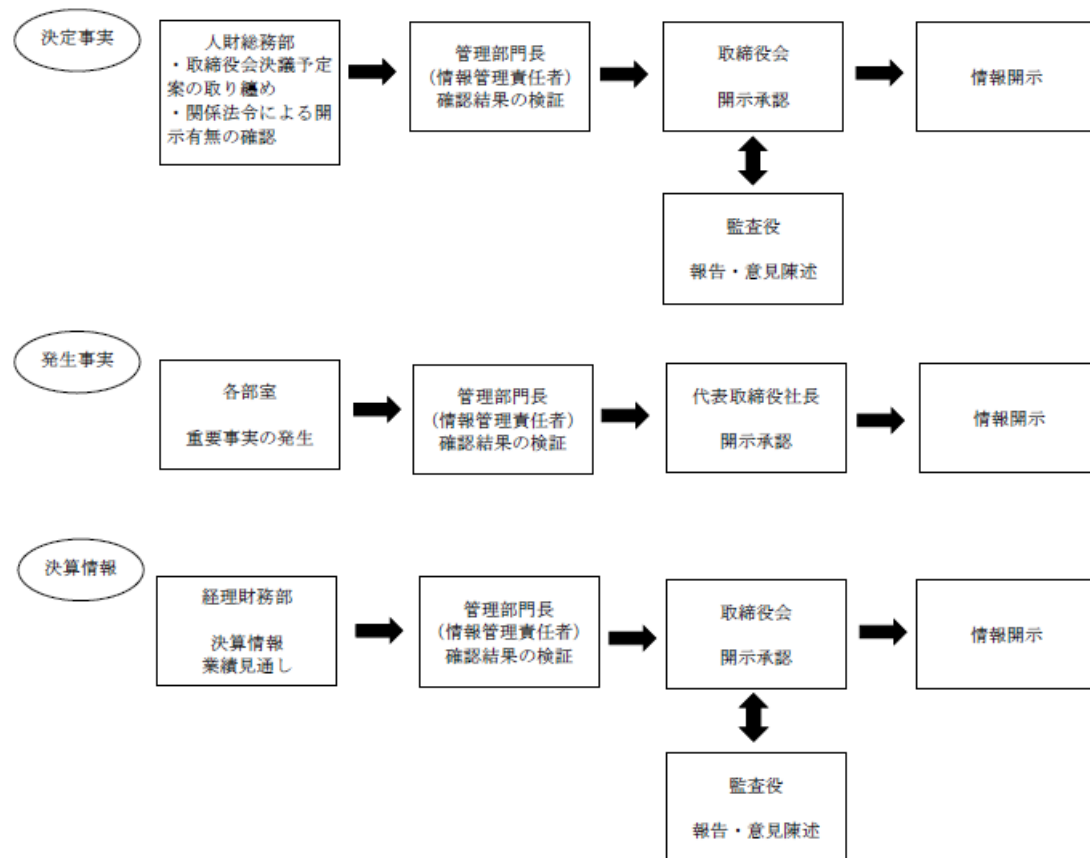 決定事実
人財総務部
・取締役会決議予定
案の取り纏め
・関係法令による開
示有無の確認
管理部門長
(情報管理責任者)
確認結果の検証
取締役会
開示承認
情報開示
監査役
報告・意見陳述
発生事実
各部室
重要事実の発生
管理部門長
(情報管理責任者)
確認結果の検証
代表取締役社長
開示承認
情報開示
決算情報
経理財務部
決算情報
業績見通し
管理部門長
(情報管理責任者)
確認結果の検証
取締役会
開示承認
情報開示
監査役
報告・意見陳述